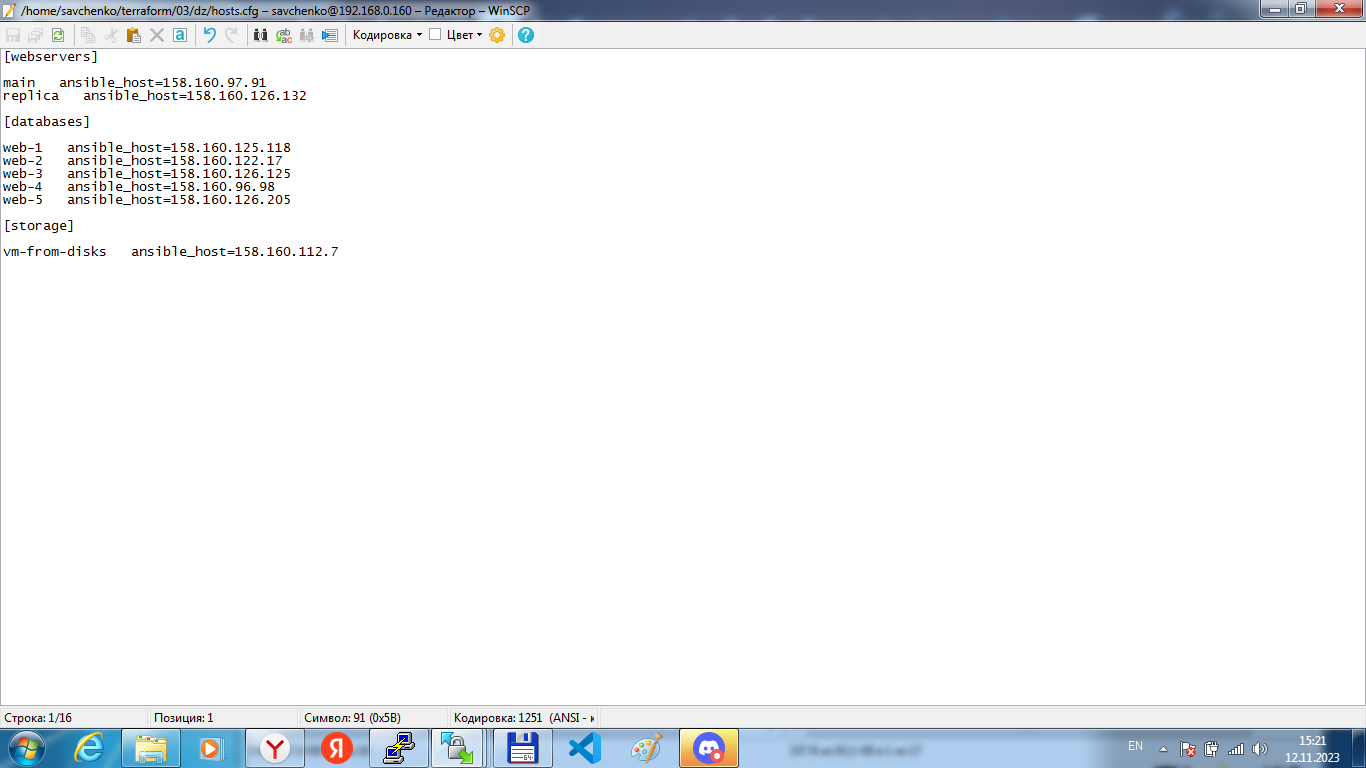 /home/savchenko/terraform/03/dz/hosts.cfg – savchenko@192.168.0.160 – Редактор – WinSCP
Кодировка Цвет
[webservers]
main ansible_host=158.160.97.91
replica ansible_host=158.160.126.132
[databases]
web-1 ansible_host=158.160.125.118
web-2 ansible_host=158.160.122.17
web-3 ansible_host=158.160.126.125
web-4 ansible_host=158.160.96.98
web-5 ansible_host=158.160.126.205
[storage]
vm-from-disks ansible_host=158.160.112.7
Строка: 1/16 Позиция: 1 Символ: 91 (0x5B) Кодировка: 1251 (ANSI - к
EN 15:21
12.11.2023